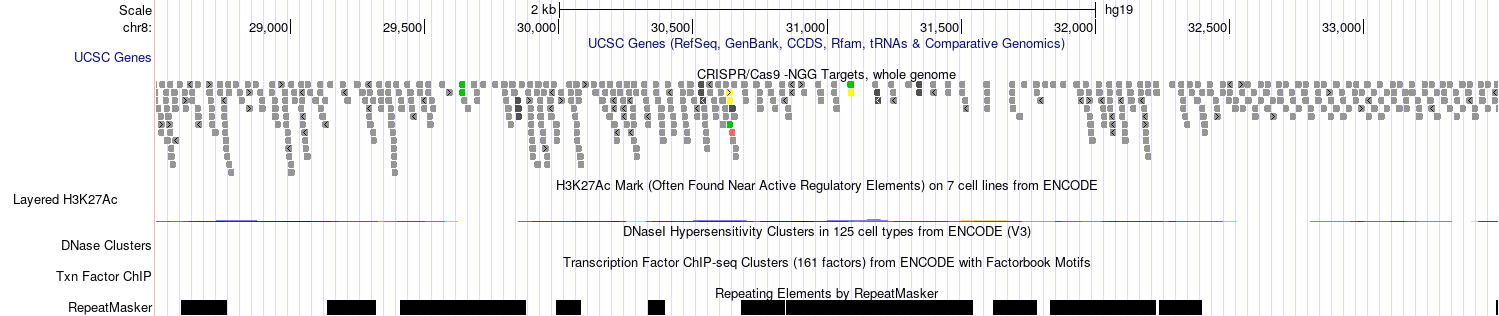 Scale 2 kb hg19
chr8: 29,000 29,500 30,000 30,500 31,000 31,500 32,000 32,500 33,000
UCSC Genes (RefSeq, GenBank, CCDS, Rfam, tRNAs & Comparative Genomics)
UCSC Genes
CRISPR/Cas9 -NGG Targets, whole genome
H3K27Ac Mark (Often Found Near Active Regulatory Elements) on 7 cell lines from ENCODE
Layered H3K27Ac
DNaseI Hypersensitivity Clusters in 125 cell types from ENCODE (V3)
DNase Clusters
Transcription Factor ChIP-seq Clusters (161 factors) from ENCODE with Factorbook Motifs
Txn Factor ChIP
Repeating Elements by RepeatMasker
RepeatMasker